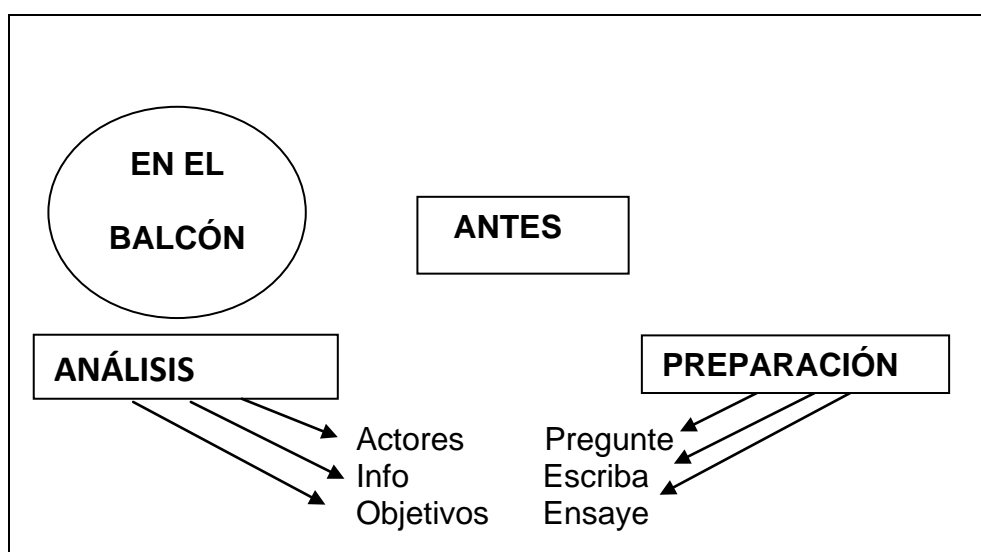 EN EL
BALCÓN
ANTES
ANÁLISIS
PREPARACIÓN
Actores Pregunte
Info Escriba
Objetivos Ensaye